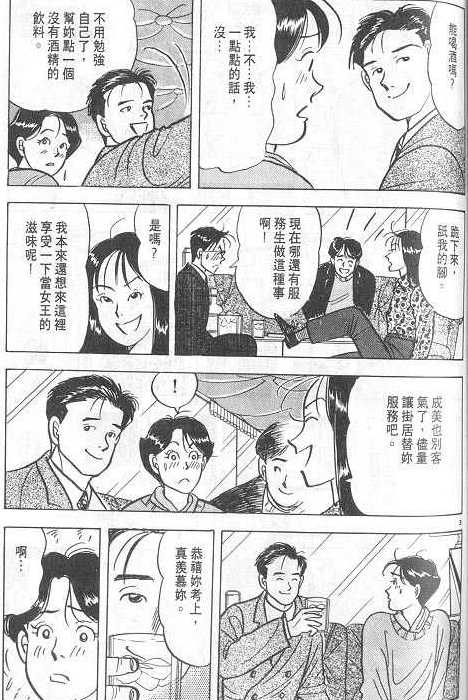 能喝酒嗎?
我…不…我…
一點點的話，
沒…
不用勉強
自己了，
幫妳點一個
沒有酒精的
飲料。
跪下來，
舐我的腳。
現在哪還有服
務生做這種事
啊!
是嗎?
我本來還想來這裡
享受一下當女王的
滋味呢!
成美也別客
氣了，儘量
讓掛居替妳
服務吧。
!
恭禧妳考上，
真羨慕妳。
啊…